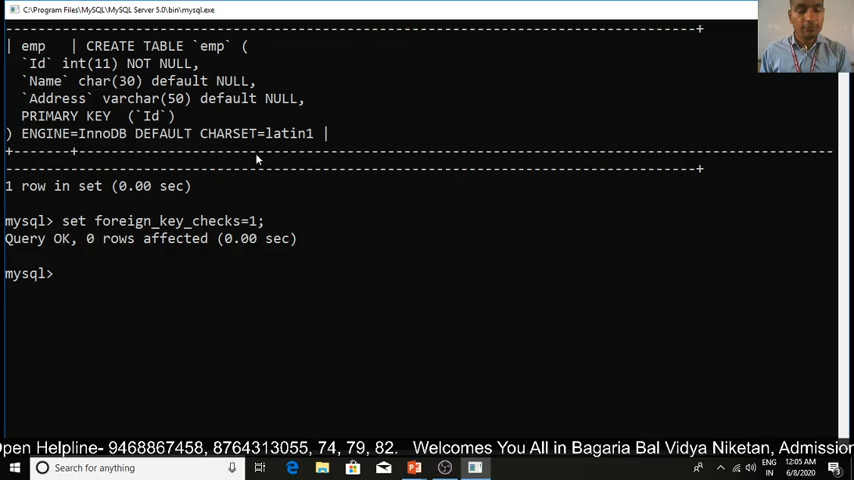 C:\Program Files\MySQL\MySQL Server 5.0\bin\mysql.exe
----------------------------------------------------------------------------------------+
| emp   | CREATE TABLE `emp` (
  `Id` int(11) NOT NULL,
  `Name` char(30) default NULL,
  `Address` varchar(50) default NULL,
  PRIMARY KEY  (`Id`)
) ENGINE=InnoDB DEFAULT CHARSET=latin1 |
+-------+---------------------------------------------------------------------------------------------
----------------------------------------------------------------------------------------+
1 row in set (0.00 sec)
mysql> set foreign_key_checks=1;
Query OK, 0 rows affected (0.00 sec)
mysql>
Open Helpline- 9468867458, 8764313055, 74, 79, 82.   Welcomes You All in Bagaria Bal Vidya Niketan, Admission
Search for anything
ENG
IN
12:05 AM
6/8/2020
3